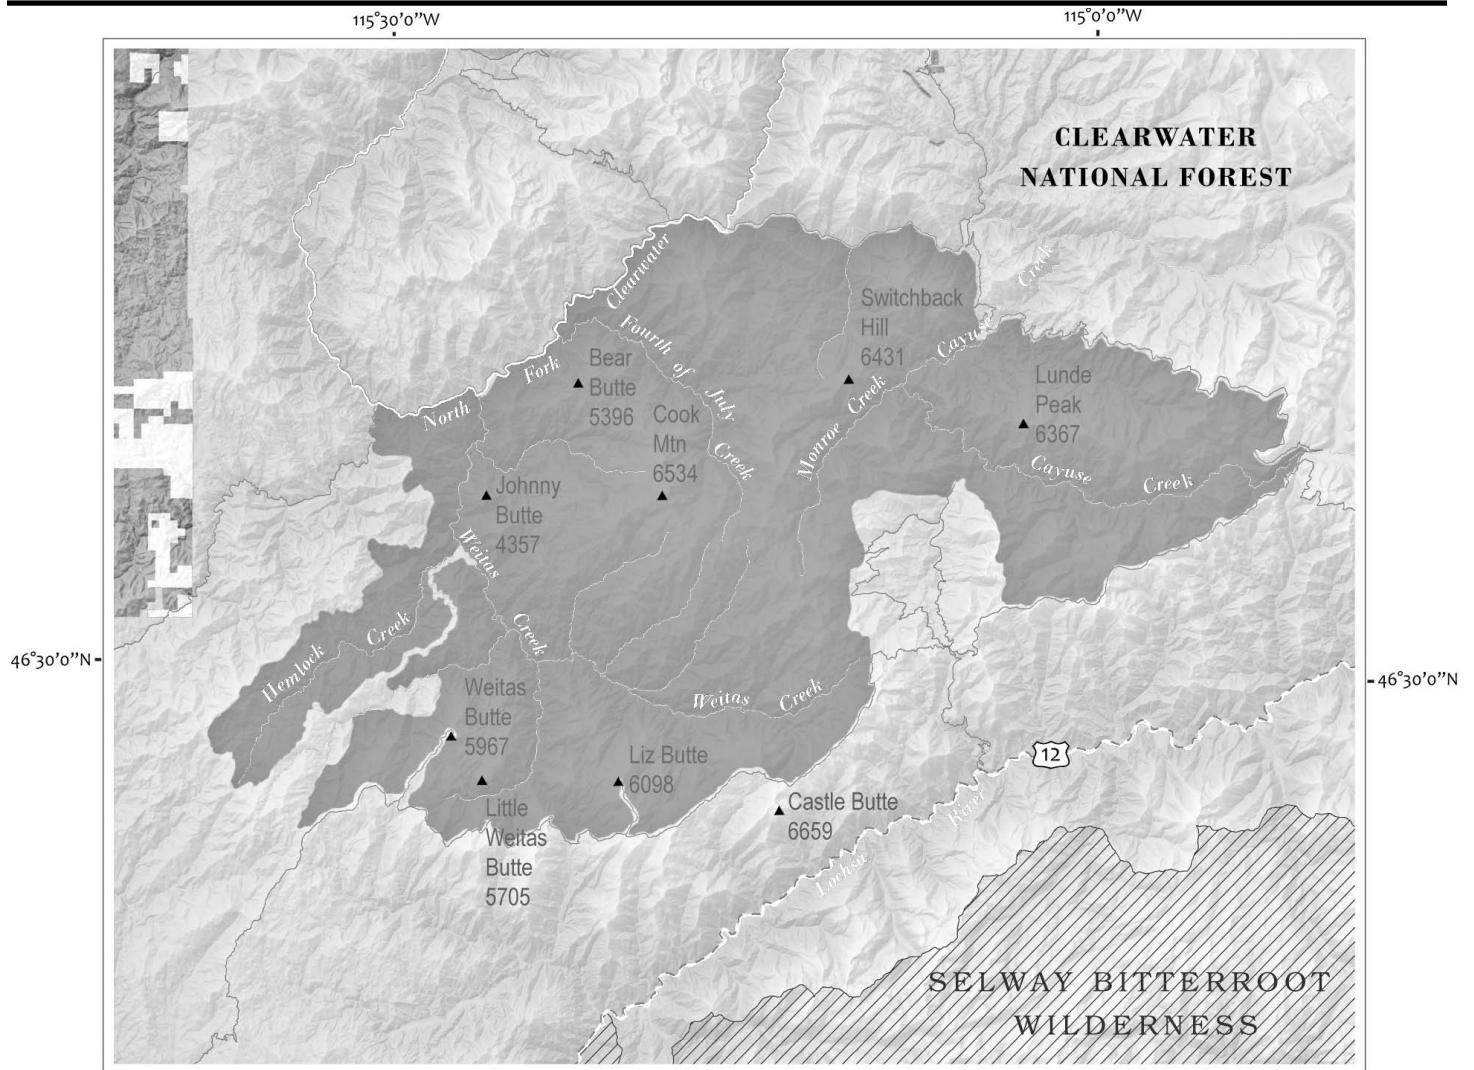 115°30'0"W
115°0'0"W
CLEARWATER
NATIONAL FOREST
Creek
Clearwater
Switchback
Hill
6431
Fourth of July Creek
Cayuse
North Fork
Bear
Butte
5396
Lunde
Peak
6367
Cook
Mtn
6534
Monroe Creek
Cayuse Creek
Johnny
Butte
4357
Weitas Creek
Hemlock Creek
46°30'0"N
46°30'0"N
Weitas
Butte
5967
Weitas Creek
Liz Butte
6098
12
Castle Butte
6659
Little
Weitas
Butte
5705
Lochsa River
SELWAY BITTERROOT
WILDERNESS